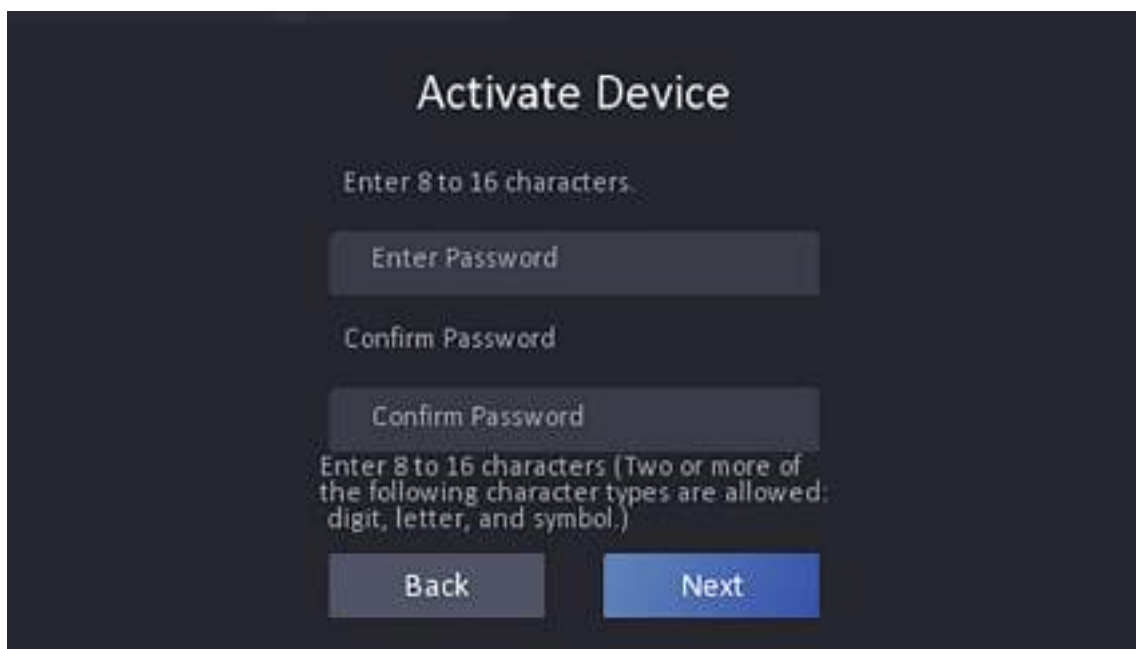 Activate Device
Enter 8 to 16 characters.
Enter Password
Confirm Password
Confirm Password
Enter 8 to 16 characters (Two or more of
the following character types are allowed:
digit, letter, and symbol.)
Back
Next